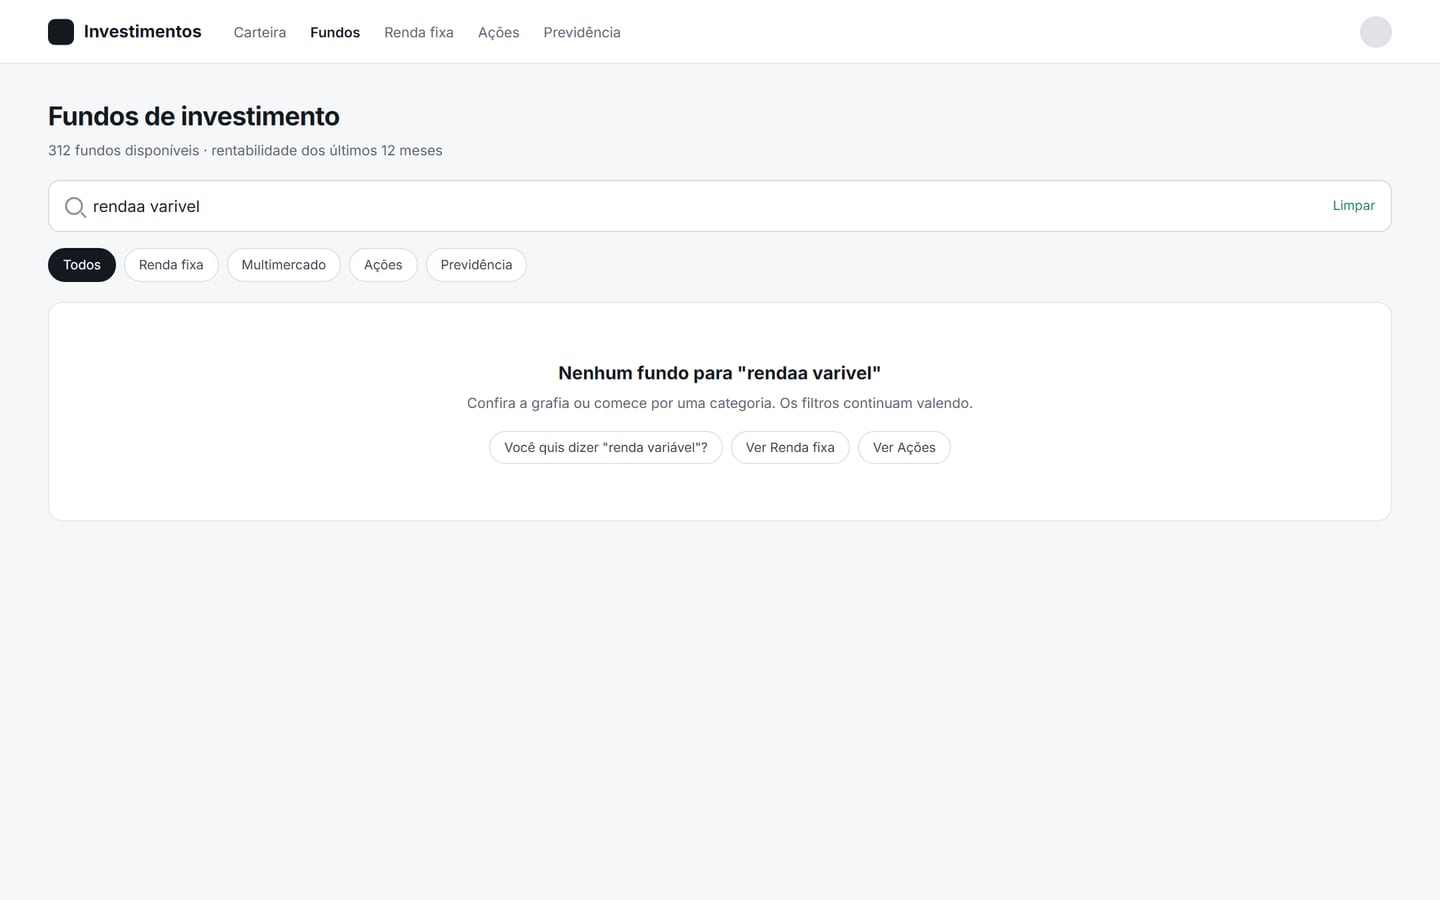 Investimentos
Carteira
Fundos
Renda fixa
Ações
Previdência
Fundos de investimento
312 fundos disponíveis · rentabilidade dos últimos 12 meses
rendaa varivel
Limpar
Todos
Renda fixa
Multimercado
Ações
Previdência
Nenhum fundo para "rendaa varivel"
Confira a grafia ou comece por uma categoria. Os filtros continuam valendo.
Você quis dizer "renda variável"?
Ver Renda fixa
Ver Ações